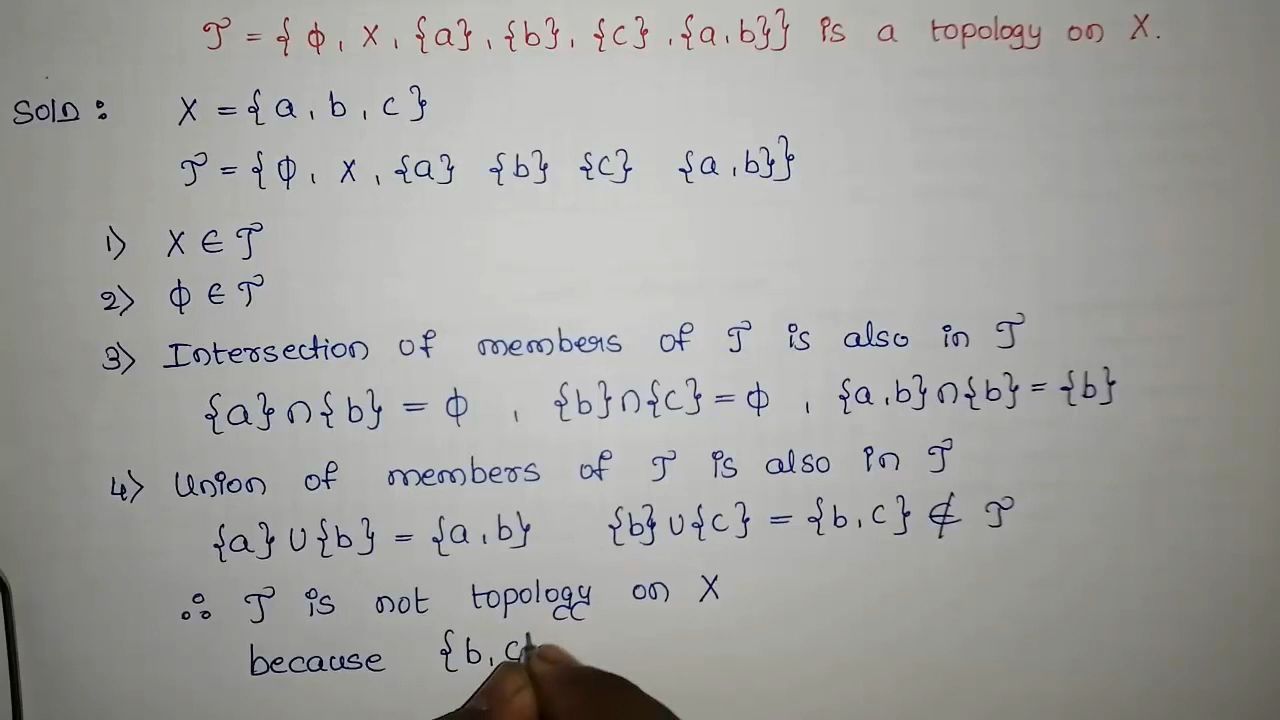 𝒯 = { ϕ, X, {a}, {b}, {c}, {a,b}} is a topology on X.
Soln: X = {a, b, c}
𝒯 = { ϕ, X, {a} {b} {c} {a,b}}
1) X ∈ 𝒯
2) ϕ ∈ 𝒯
3) Intersection of members of 𝒯 is also in 𝒯
{a} ∩ {b} = ϕ , {b} ∩ {c} = ϕ , {a,b} ∩ {b} = {b}
4) Union of members of 𝒯 is also in 𝒯
{a} ∪ {b} = {a,b} {b} ∪ {c} = {b,c} ∉ 𝒯
∴ 𝒯 is not topology on X
because {b, c